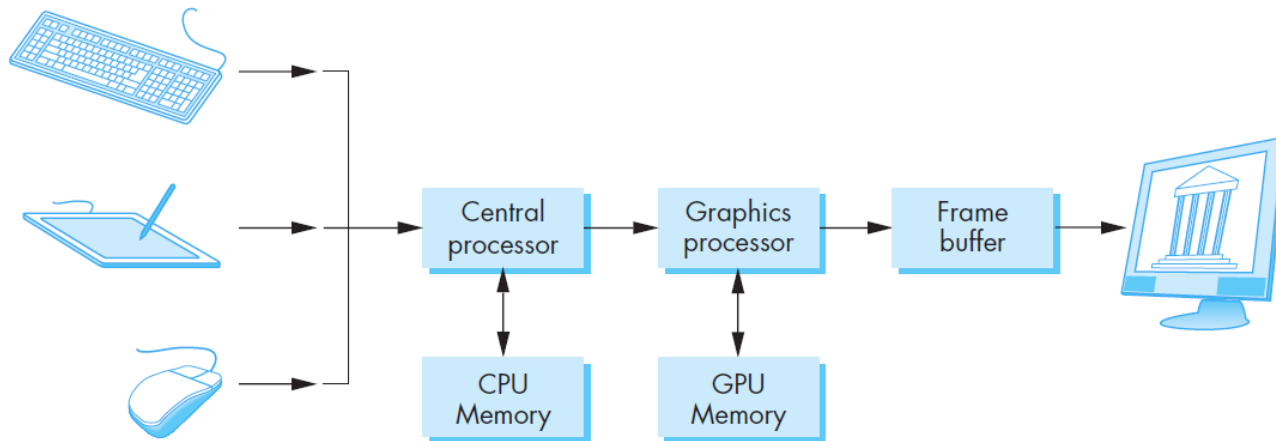 Central
processor
Graphics
processor
Frame
buffer
CPU
Memory
GPU
Memory